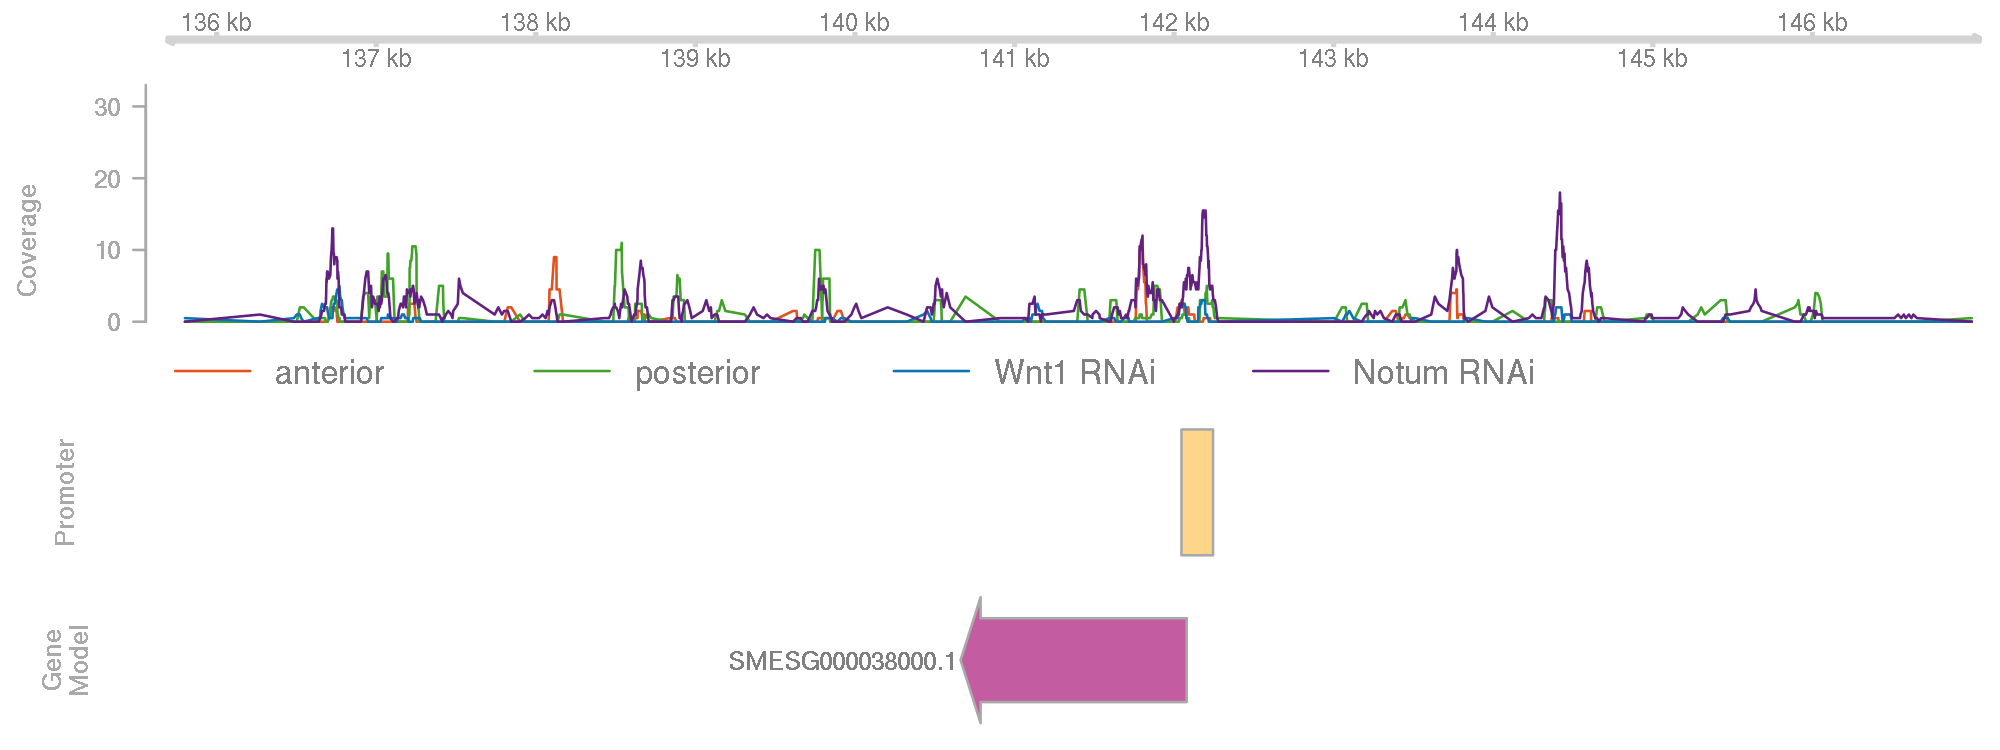 136 kb 138 kb 140 kb 142 kb 144 kb 146 kb
137 kb 139 kb 141 kb 143 kb 145 kb
Coverage
30
20
10
0
anterior posterior Wnt1 RNAi Notum RNAi
Promoter
Gene
Model
SMESG000038000.1